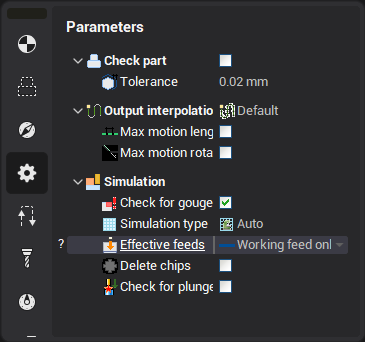 Parameters
Check part
Tolerance 0.02 mm
Output interpolatio Default
Max motion leng
Max motion rota
Simulation
Check for gouge
Simulation type Auto
? Effective feeds Working feed onl
Delete chips
Check for plunge